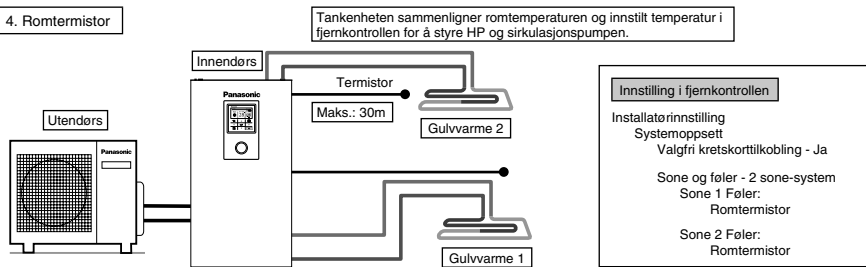 4. Romtermistor
Tankenheten sammenligner romtemperaturen og innstilt temperatur i
fjernkontrollen for å styre HP og sirkulasjonspumpen.
Innendørs
Termistor
Maks.: 30m
Panasonic
Gulvvarme 2
Utendørs
Panasonic
Gulvvarme 1
Innstilling i fjernkontrollen
Installatørinnstilling
Systemoppsett
Valgfri kretskorttilkobling - Ja
Sone og føler - 2 sone-system
Sone 1 Føler:
Romtermistor
Sone 2 Føler:
Romtermistor